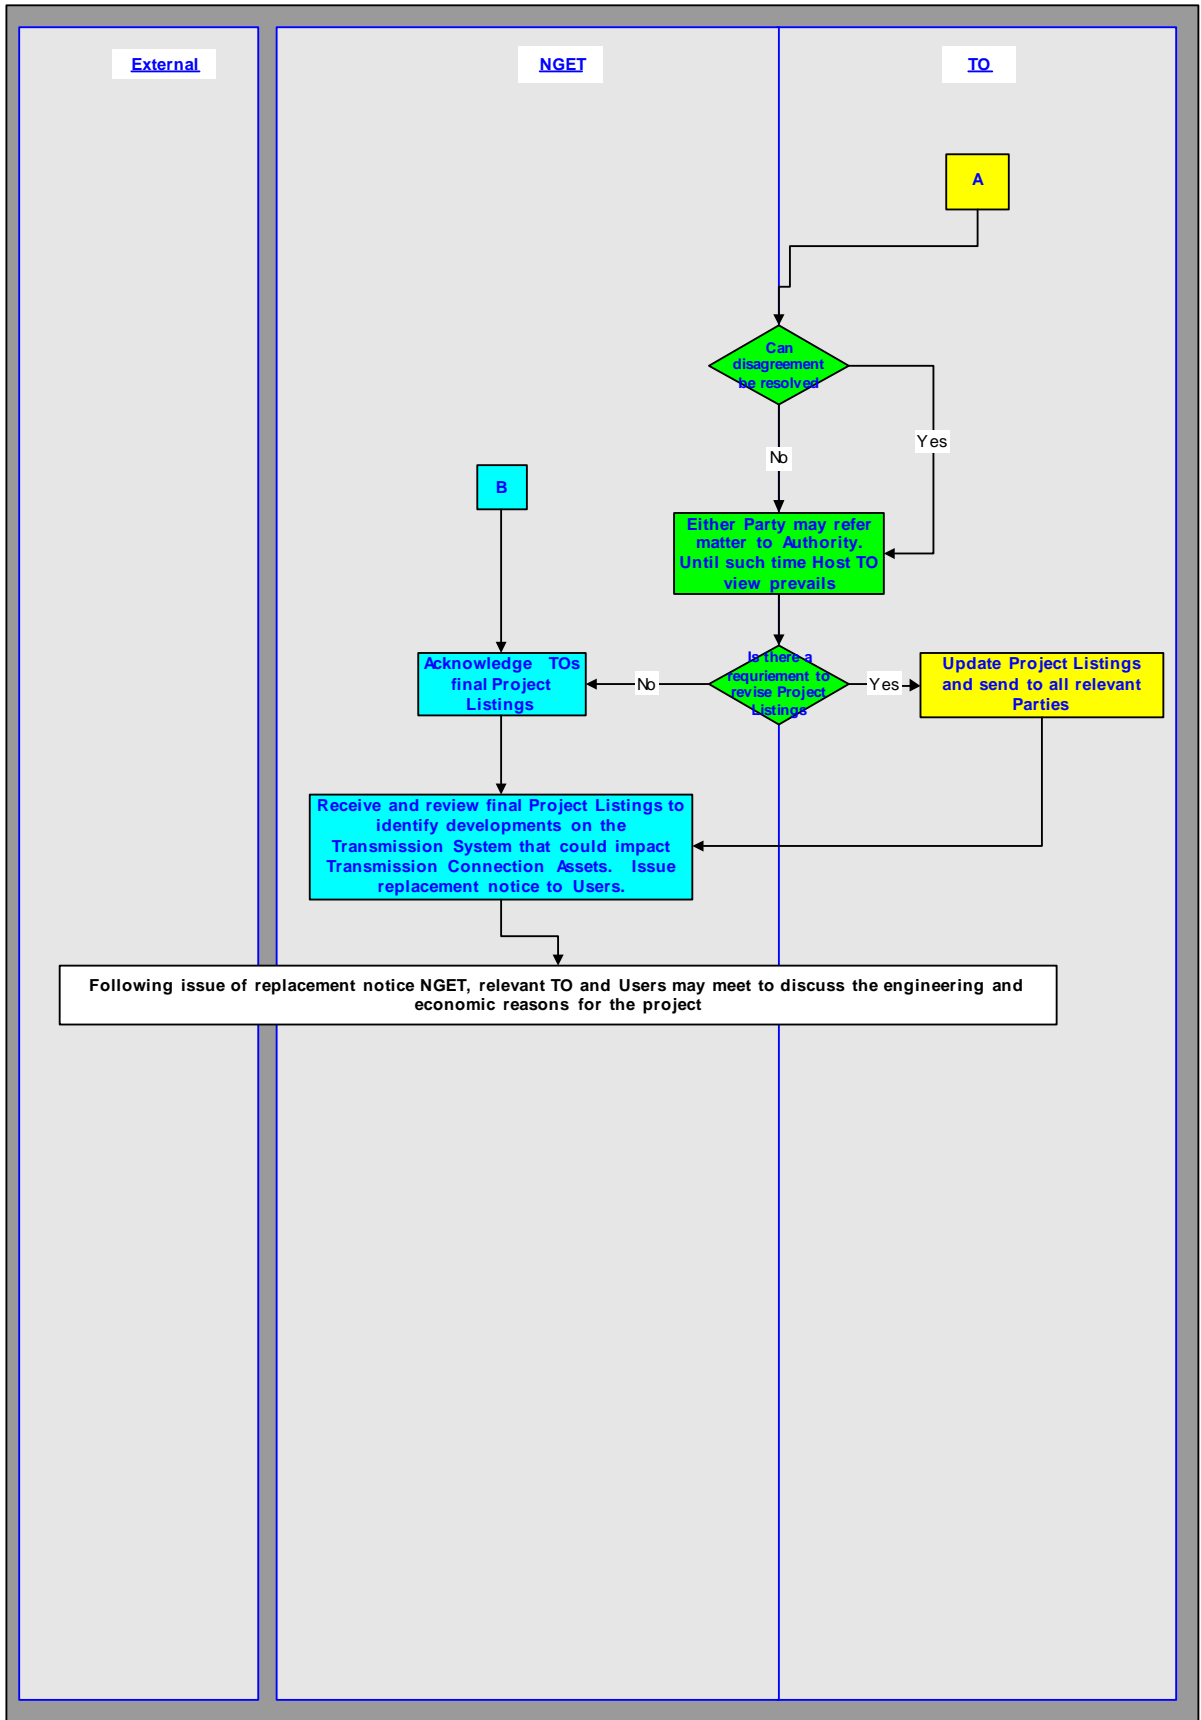 External
NGET
TO
A
Can
disagreement
be resolved
Yes
No
B
Either Party may refer
matter to Authority.
Until such time Host TO
view prevails
Acknowledge TOs
final Project
Listings
No
Is there a
requriement to
revise Project
Listings
Yes
Update Project Listings
and send to all relevant
Parties
Receive and review final Project Listings to
identify developments on the
Transmission System that could impact
Transmission Connection Assets. Issue
replacement notice to Users.
Following issue of replacement notice NGET, relevant TO and Users may meet to discuss the engineering and
economic reasons for the project